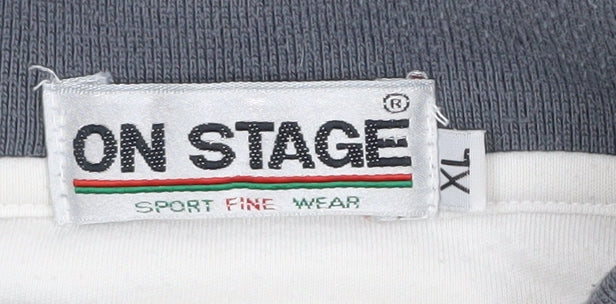 ON STAGE ®
SPORT FINE WEAR
XL